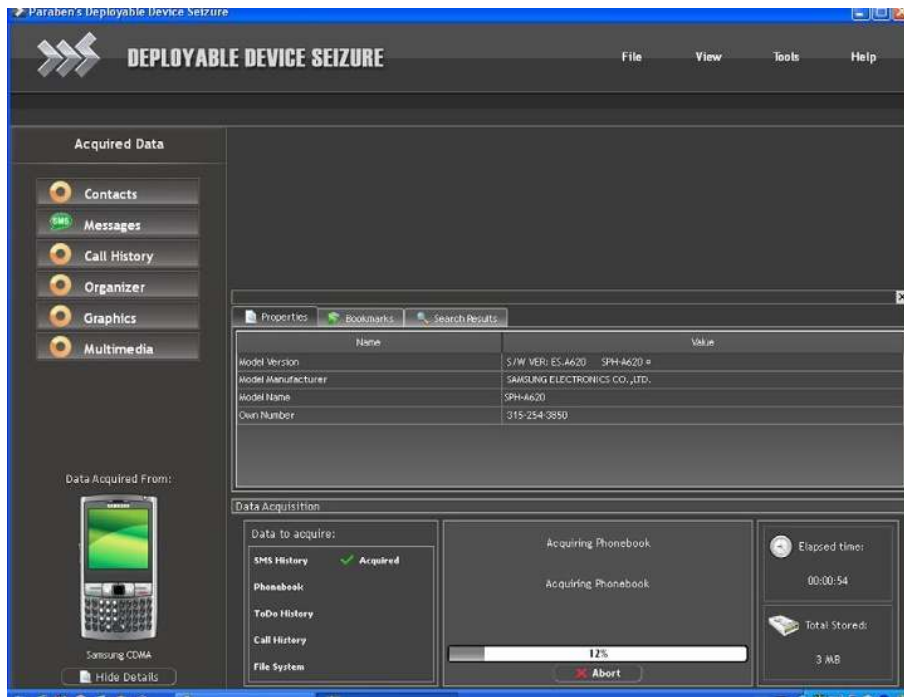 Paraben's Deployable Device Seizure
DEPLOYABLE DEVICE SEIZURE
File View Tools Help
Acquired Data
Contacts
SMS Messages
Call History
Organizer
Graphics
Multimedia
Properties Bookmarks Search Results
Name Value
Model Version S/W VER: ES.A620 SPH-A620 ¤
Model Manufacturer SAMSUNG ELECTRONICS CO.,LTD.
Model Name SPH-A620
Own Number 315-254-3850
Data Acquired From:
SAMSUNG
Samsung CDMA
Hide Details
Data Acquisition
Data to acquire:
SMS History Acquired
Phonebook
ToDo History
Call History
File System
Acquiring Phonebook
Acquiring Phonebook
12%
Abort
Elapsed time:
00:00:54
Total Stored:
3 MB